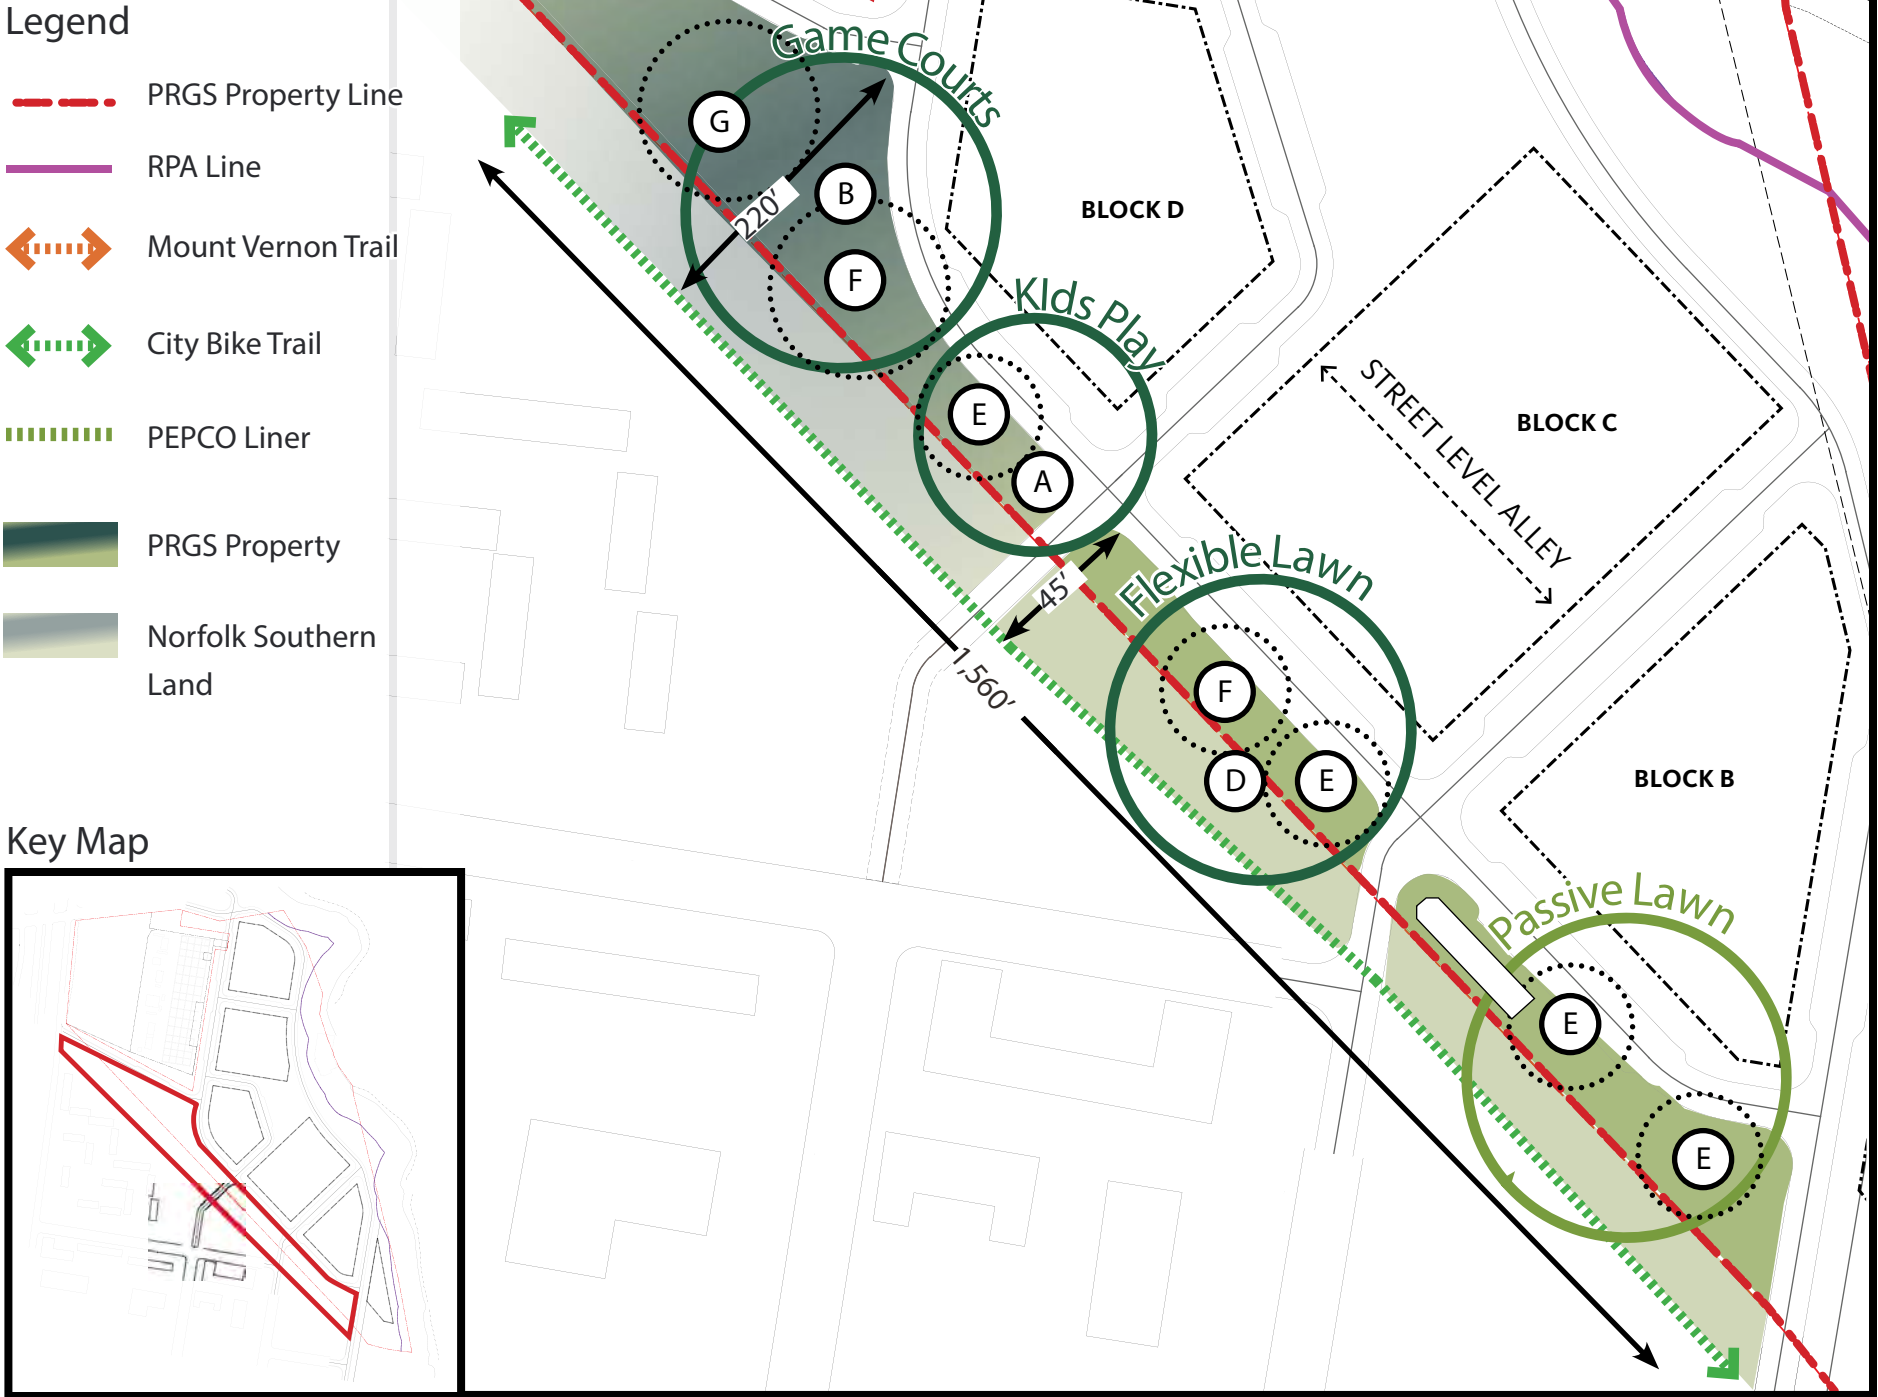 Legend
PRGS Property Line
RPA Line
Mount Vernon Trail
City Bike Trail
PEPCO Liner
PRGS Property
Norfolk Southern
Land
Key Map
Game Courts
G
B
220'
F
BLOCK D
KIds Play
E
A
STREET LEVEL ALLEY
BLOCK C
45'
Flexible Lawn
1,560'
F
D
E
BLOCK B
Passive Lawn
E
E